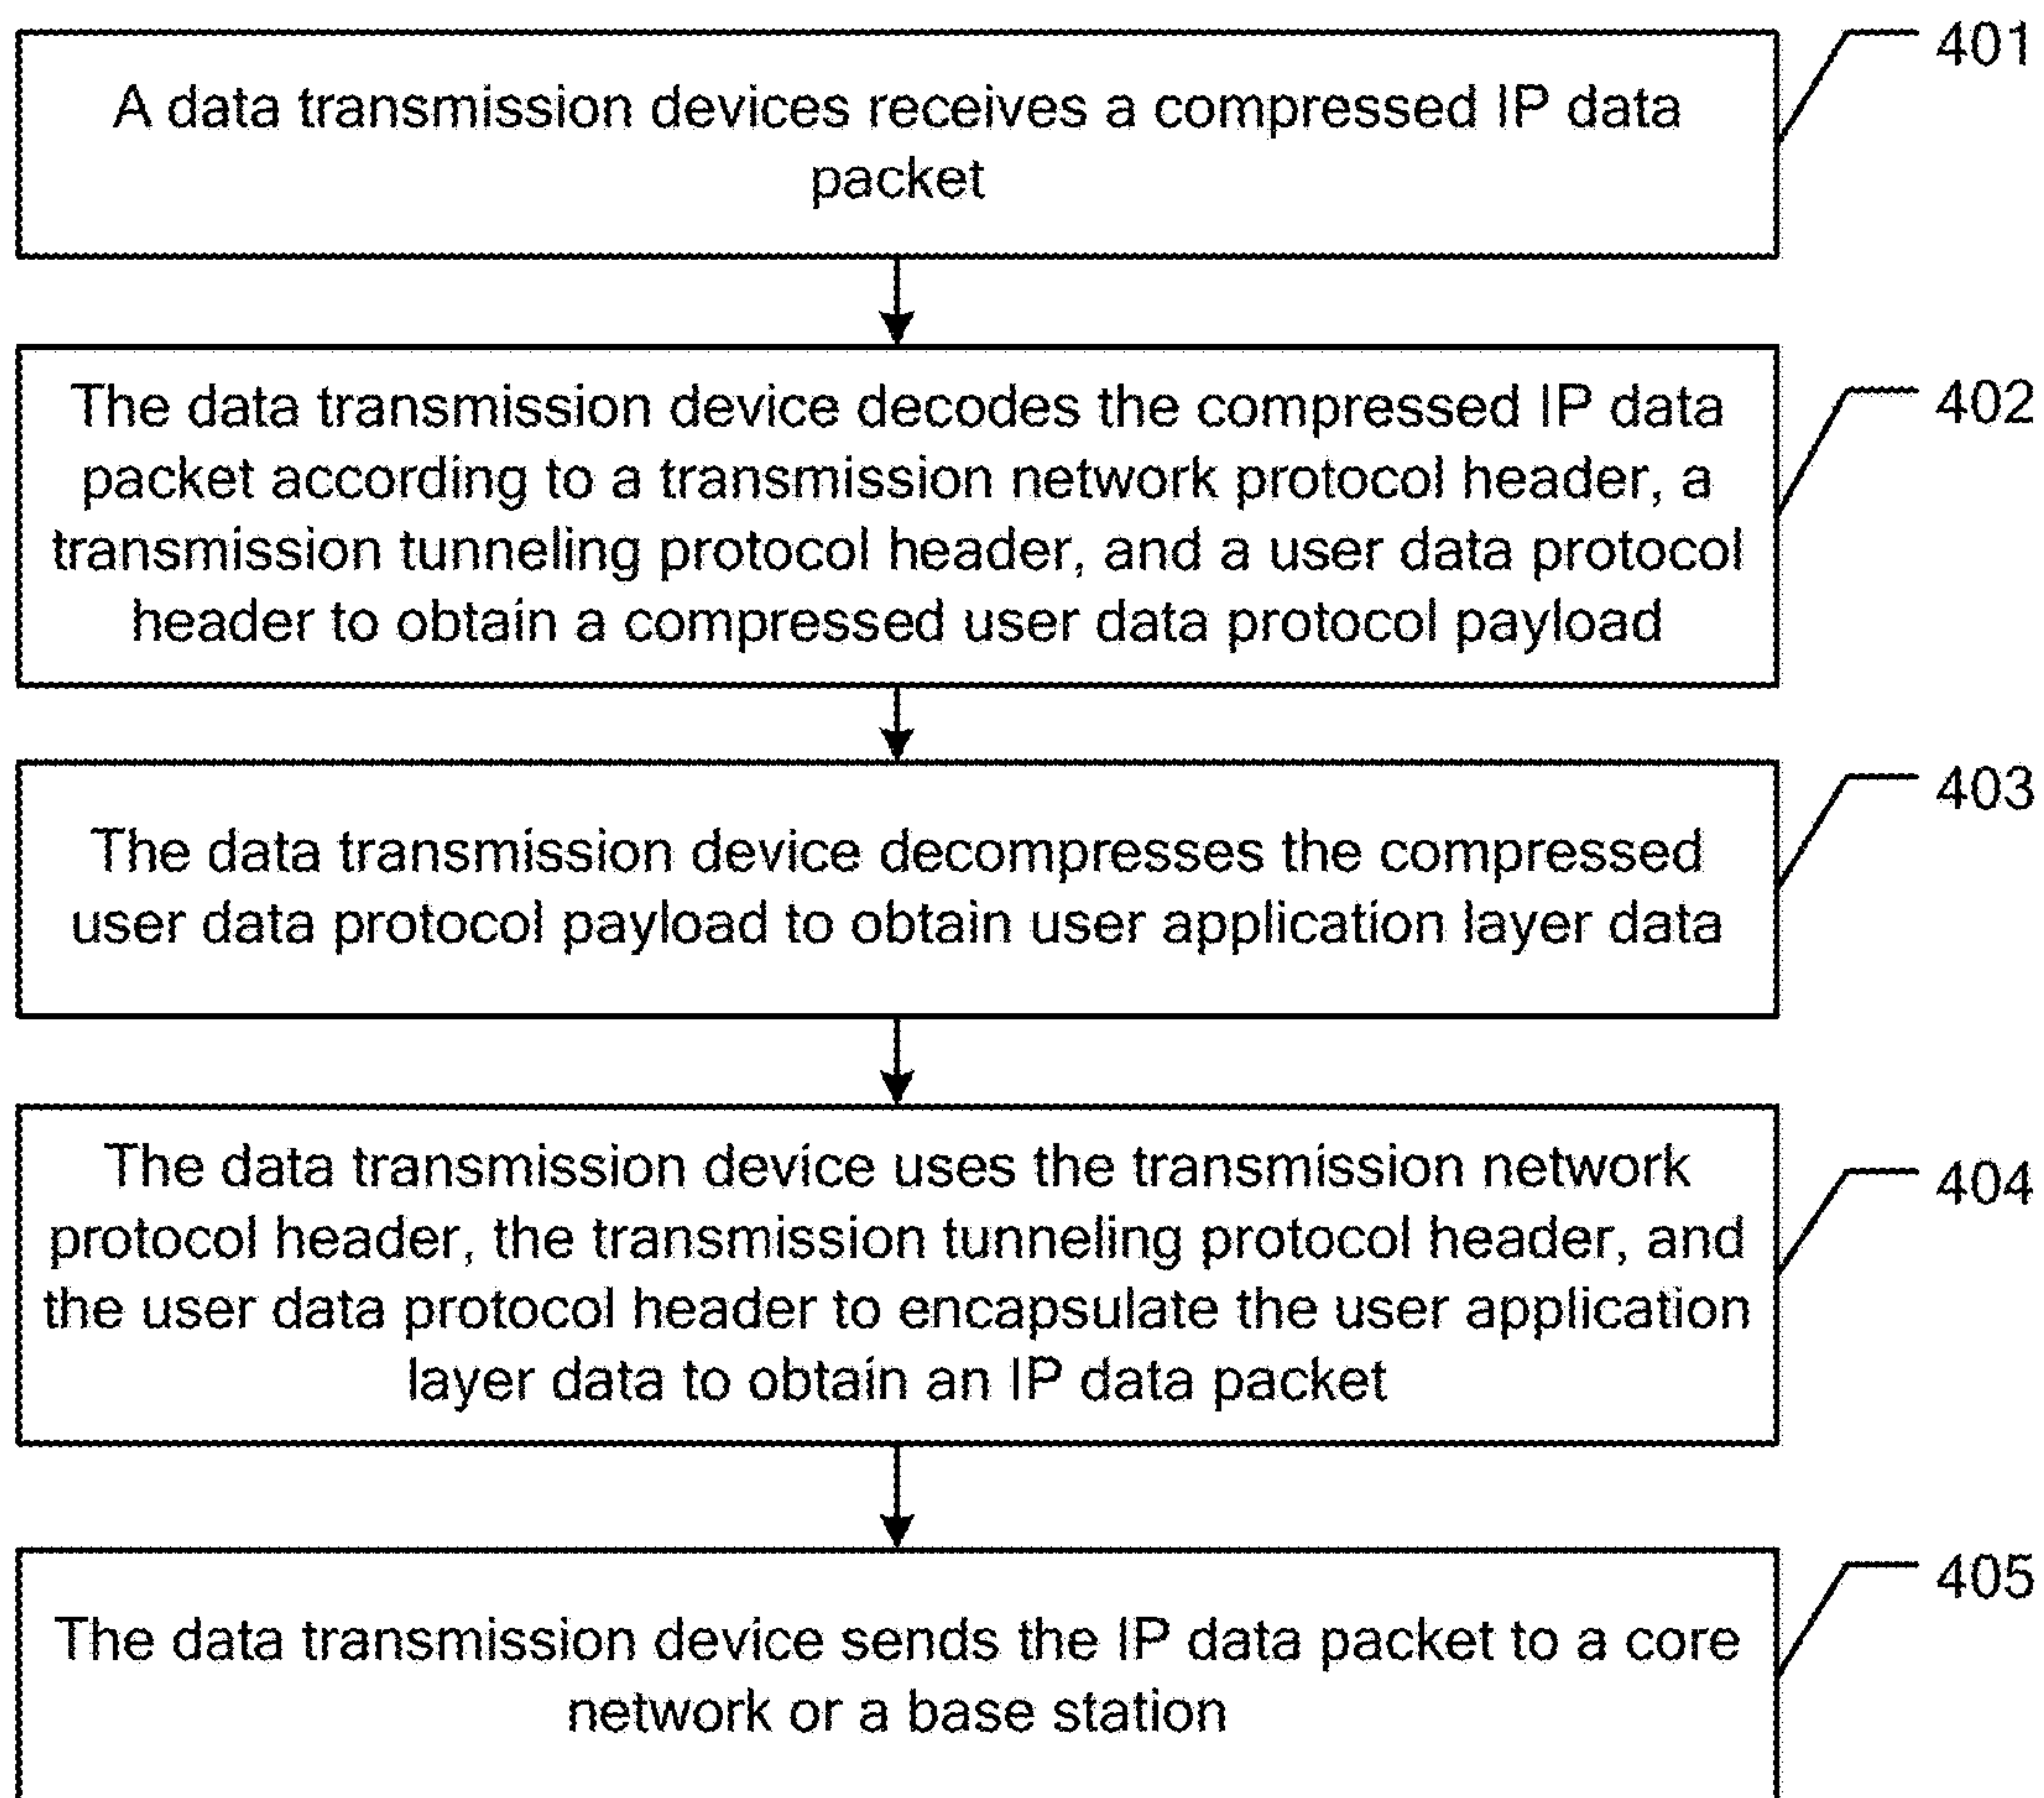 401
A data transmission devices receives a compressed IP data
packet
402
The data transmission device decodes the compressed IP data
packet according to a transmission network protocol header, a
transmission tunneling protocol header, and a user data protocol
header to obtain a compressed user data protocol payload
403
The data transmission device decompresses the compressed
user data protocol payload to obtain user application layer data
404
The data transmission device uses the transmission network
protocol header, the transmission tunneling protocol header, and
the user data protocol header to encapsulate the user application
layer data to obtain an IP data packet
405
The data transmission device sends the IP data packet to a core
network or a base station